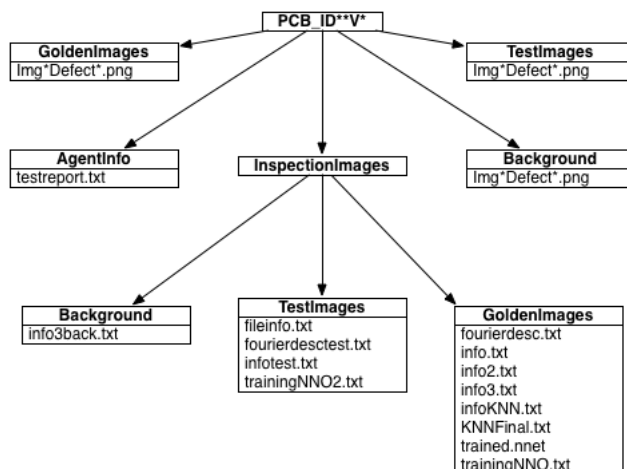 PCB_ID**V*
GoldenImages
Img*Defect*.png
TestImages
Img*Defect*.png
AgentInfo
testreport.txt
InspectionImages
Background
Img*Defect*.png
Background
info3back.txt
TestImages
fileinfo.txt
fourierdesctest.txt
infotest.txt
trainingNNO2.txt
GoldenImages
fourierdesc.txt
info.txt
info2.txt
info3.txt
infoKNN.txt
KNNFinal.txt
trained.nnet
trainingNNO.txt